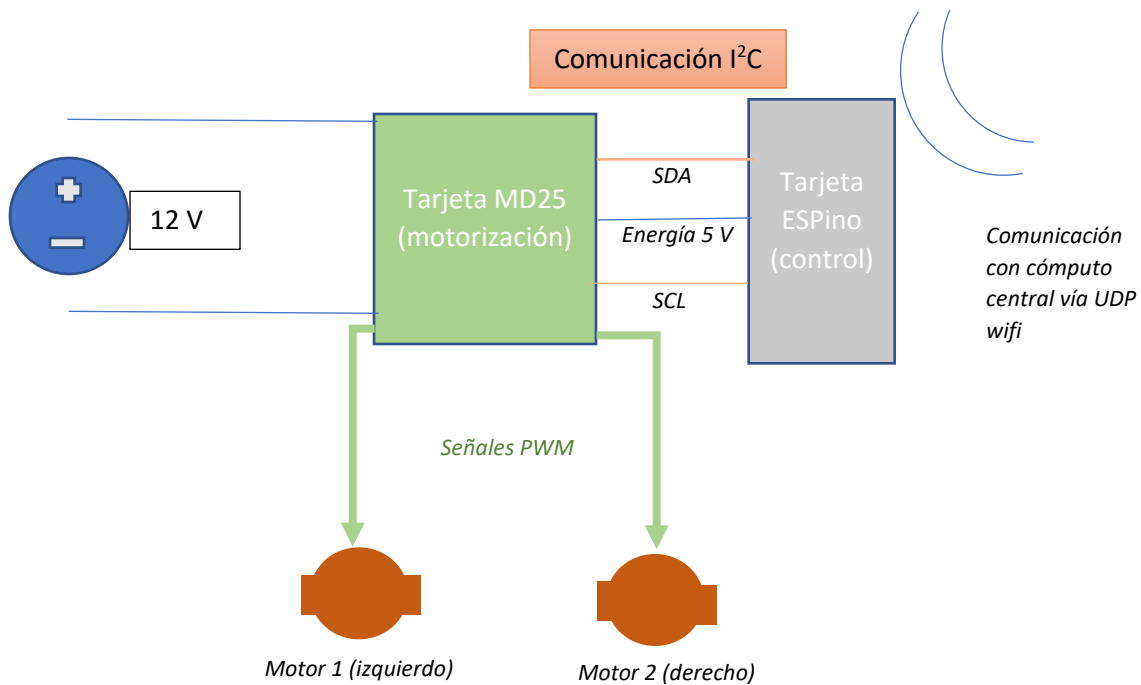 Comunicación I²C
12 V
Tarjeta MD25
(motorización)
SDA
Energía 5 V
SCL
Tarjeta
ESPino
(control)
Comunicación
con cómputo
central vía UDP
wifi
Señales PWM
Motor 1 (izquierdo)
Motor 2 (derecho)